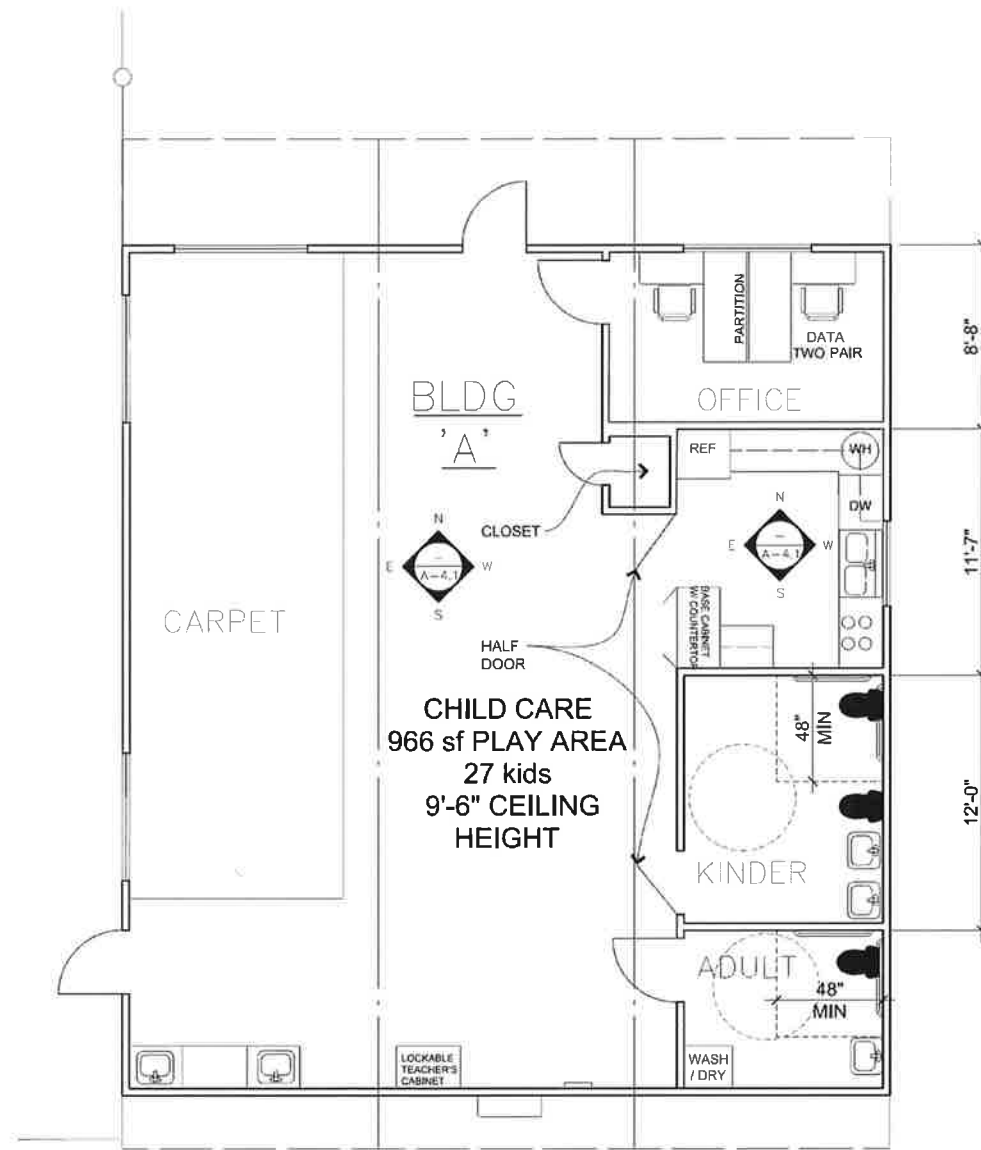 PARTITION
DATA
TWO PAIR
OFFICE
8'-8"
BLDG
'A'
REF
WH
DW
CLOSET
N
E
W
S
–
A-4.1
N
E
W
S
–
A-4.1
11'-7"
CARPET
BASE CABINET
W/ COUNTERTOP
HALF
DOOR
CHILD CARE
966 sf PLAY AREA
27 kids
9'-6" CEILING
HEIGHT
48"
MIN
12'-0"
KINDER
ADULT
48"
MIN
LOCKABLE
TEACHER'S
CABINET
WASH
/ DRY